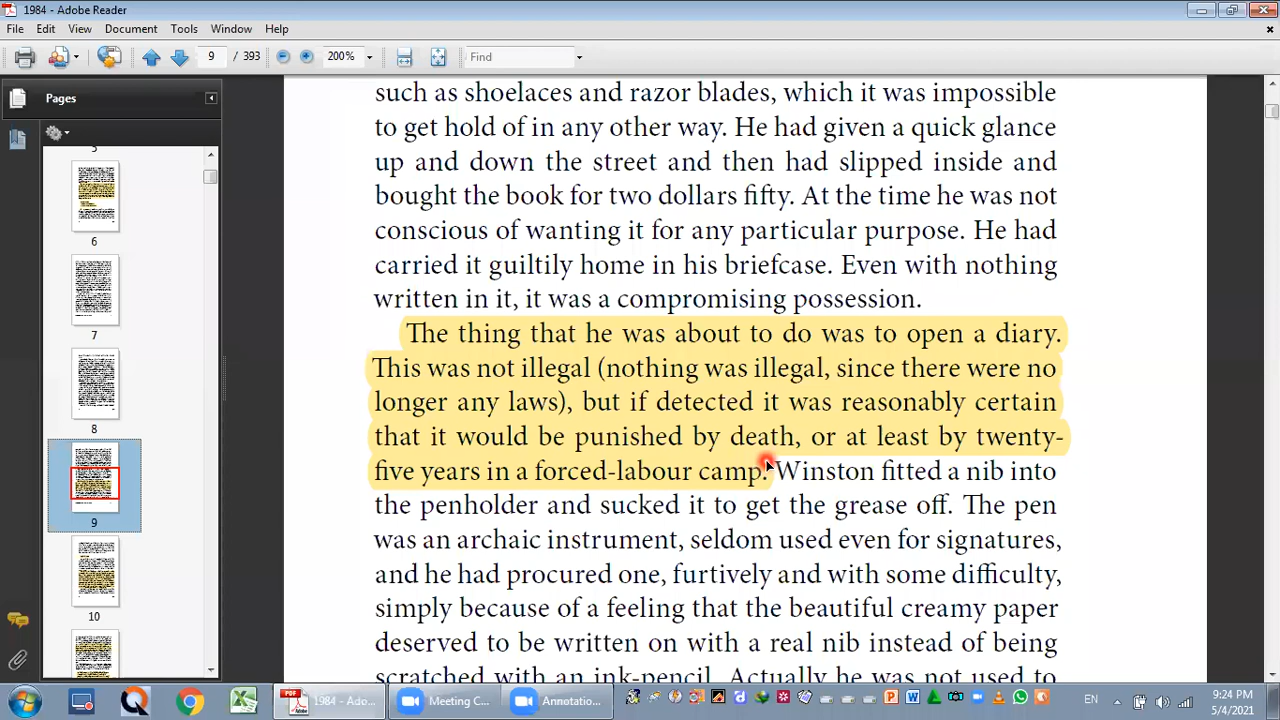 1984 - Adobe Reader
File Edit View Document Tools Window Help
9 / 393 200% Find
Pages
5
6
7
8
9
10
such as shoelaces and razor blades, which it was impossible
to get hold of in any other way. He had given a quick glance
up and down the street and then had slipped inside and
bought the book for two dollars fifty. At the time he was not
conscious of wanting it for any particular purpose. He had
carried it guiltily home in his briefcase. Even with nothing
written in it, it was a compromising possession.
The thing that he was about to do was to open a diary.
This was not illegal (nothing was illegal, since there were no
longer any laws), but if detected it was reasonably certain
that it would be punished by death, or at least by twenty-
five years in a forced-labour camp. Winston fitted a nib into
the penholder and sucked it to get the grease off. The pen
was an archaic instrument, seldom used even for signatures,
and he had procured one, furtively and with some difficulty,
simply because of a feeling that the beautiful creamy paper
deserved to be written on with a real nib instead of being
scratched with an ink-pencil. Actually he was not used to
1984 - Ado... Meeting C... Annotatio... EN 9:24 PM
5/4/2021